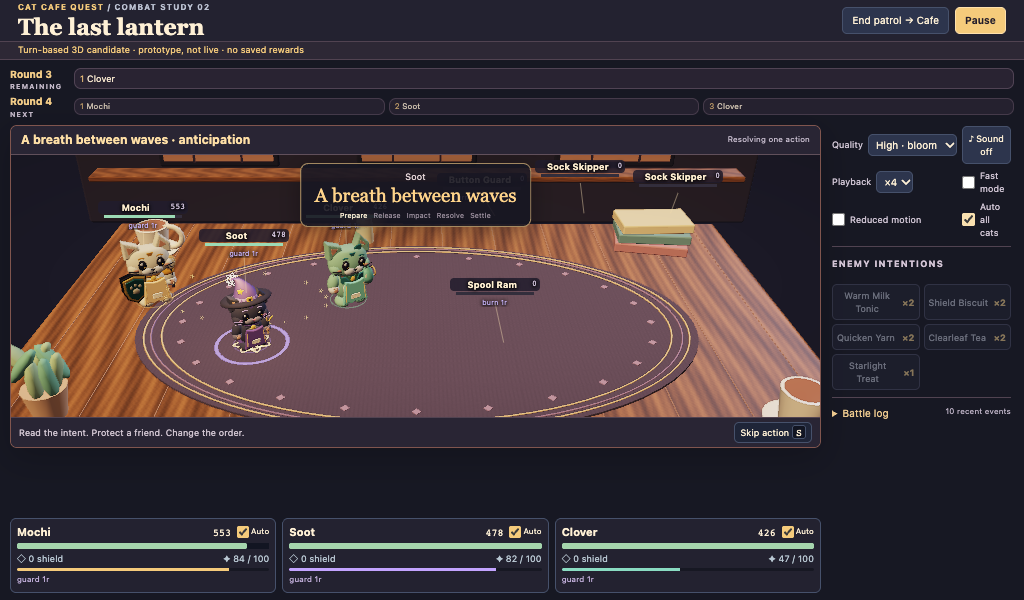 CAT CAFE QUEST / COMBAT STUDY 02
The last lantern
End patrol → Cafe
Pause
Turn-based 3D candidate · prototype, not live · no saved rewards
Round 3
REMAINING
1 Clover
Round 4
NEXT
1 Mochi
2 Soot
3 Clover
A breath between waves · anticipation
Resolving one action
Soot
A breath between waves
Prepare Release Impact Resolve Settle
Button Guard
Sock Skipper 0
Sock Skipper 0
Mochi 553
guard 1r
Soot 478
guard 1r
Spool Ram 0
burn 1r
Read the intent. Protect a friend. Change the order.
Skip action S
Quality High · bloom
♪ Sound off
Playback x4
Fast mode
Reduced motion
Auto all cats
ENEMY INTENTIONS
Warm Milk Tonic ×2
Shield Biscuit ×2
Quicken Yarn ×2
Clearleaf Tea ×2
Starlight Treat ×1
Battle log
10 recent events
Mochi 553 Auto
◇ 0 shield ✦ 84 / 100
guard 1r
Soot 478 Auto
◇ 0 shield ✦ 82 / 100
guard 1r
Clover 426 Auto
◇ 0 shield ✦ 47 / 100
guard 1r